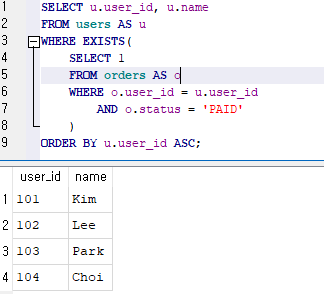 1 SELECT u.user_id, u.name
2 FROM users AS u
3 WHERE EXISTS(
4 SELECT 1
5 FROM orders AS o
6 WHERE o.user_id = u.user_id
7 AND o.status = 'PAID'
8 )
9 ORDER BY u.user_id ASC;
user_id name
1 101 Kim
2 102 Lee
3 103 Park
4 104 Choi